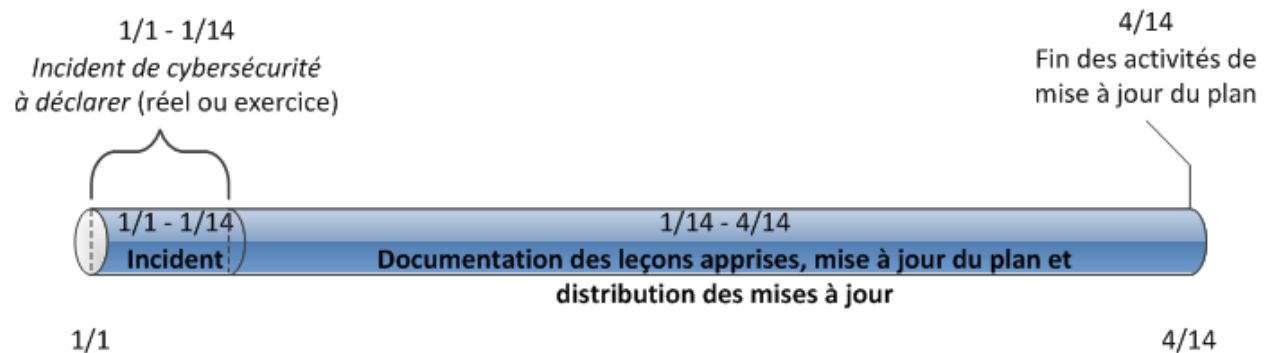 1/1 - 1/14
Incident de cybersécurité
à déclarer (réel ou exercice)
4/14
Fin des activités de
mise à jour du plan
1/1 - 1/14
Incident
1/14 - 4/14
Documentation des leçons apprises, mise à jour du plan et
distribution des mises à jour
1/1
4/14